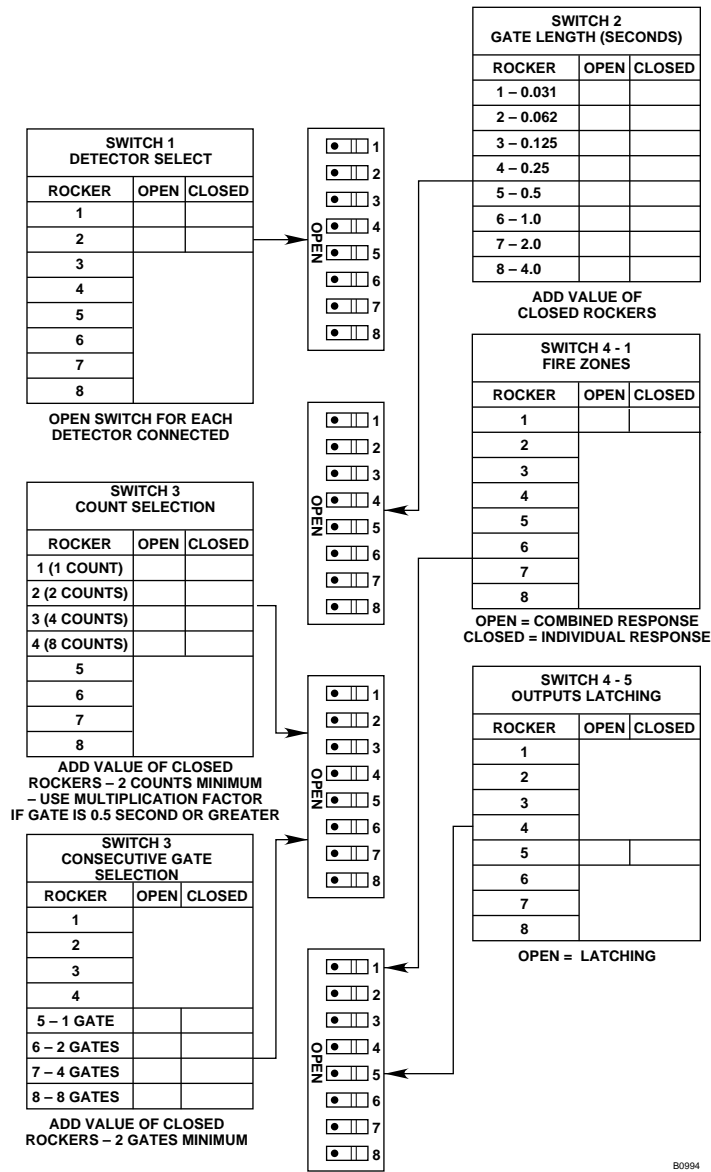 SWITCH 1
DETECTOR SELECT
ROCKER OPEN CLOSED
1
2
3
4
5
6
7
8
OPEN SWITCH FOR EACH
DETECTOR CONNECTED
SWITCH 3
COUNT SELECTION
ROCKER OPEN CLOSED
1 (1 COUNT)
2 (2 COUNTS)
3 (4 COUNTS)
4 (8 COUNTS)
5
6
7
8
ADD VALUE OF CLOSED
ROCKERS – 2 COUNTS MINIMUM
– USE MULTIPLICATION FACTOR
IF GATE IS 0.5 SECOND OR GREATER
SWITCH 3
CONSECUTIVE GATE
SELECTION
ROCKER OPEN CLOSED
1
2
3
4
5 – 1 GATE
6 – 2 GATES
7 – 4 GATES
8 – 8 GATES
ADD VALUE OF CLOSED
ROCKERS – 2 GATES MINIMUM
OPEN
1
2
3
4
5
6
7
8
OPEN
1
2
3
4
5
6
7
8
OPEN
1
2
3
4
5
6
7
8
OPEN
1
2
3
4
5
6
7
8
SWITCH 2
GATE LENGTH (SECONDS)
ROCKER OPEN CLOSED
1 – 0.031
2 – 0.062
3 – 0.125
4 – 0.25
5 – 0.5
6 – 1.0
7 – 2.0
8 – 4.0
ADD VALUE OF
CLOSED ROCKERS
SWITCH 4 - 1
FIRE ZONES
ROCKER OPEN CLOSED
1
2
3
4
5
6
7
8
OPEN = COMBINED RESPONSE
CLOSED = INDIVIDUAL RESPONSE
SWITCH 4 - 5
OUTPUTS LATCHING
ROCKER OPEN CLOSED
1
2
3
4
5
6
7
8
OPEN = LATCHING
B0994